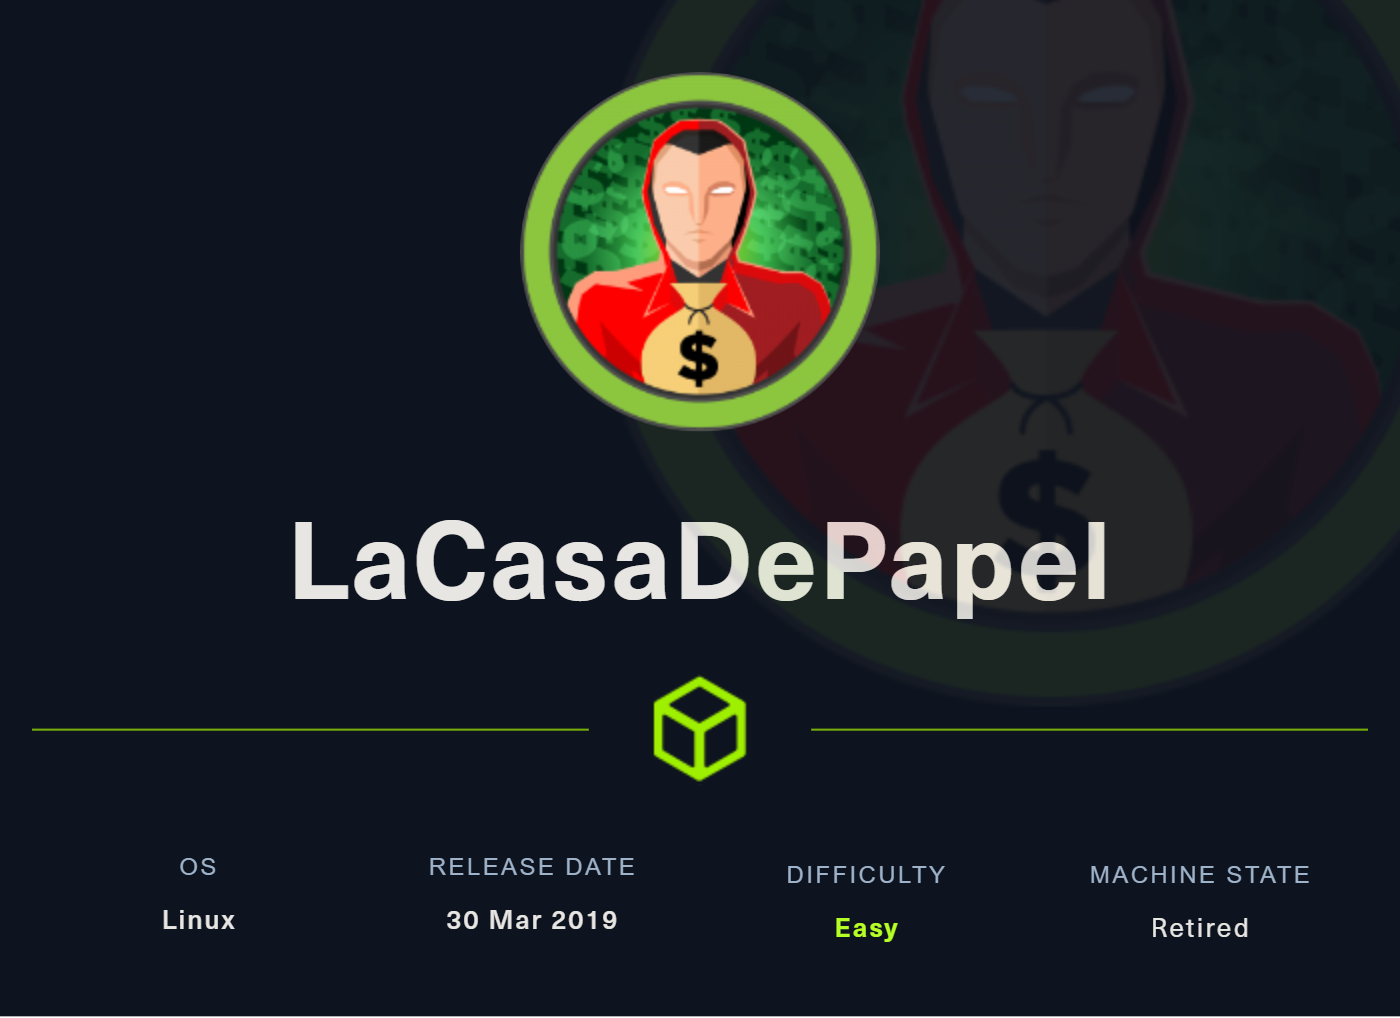 $
LaCasaDePapel
OS
Linux
RELEASE DATE
30 Mar 2019
DIFFICULTY
Easy
MACHINE STATE
Retired